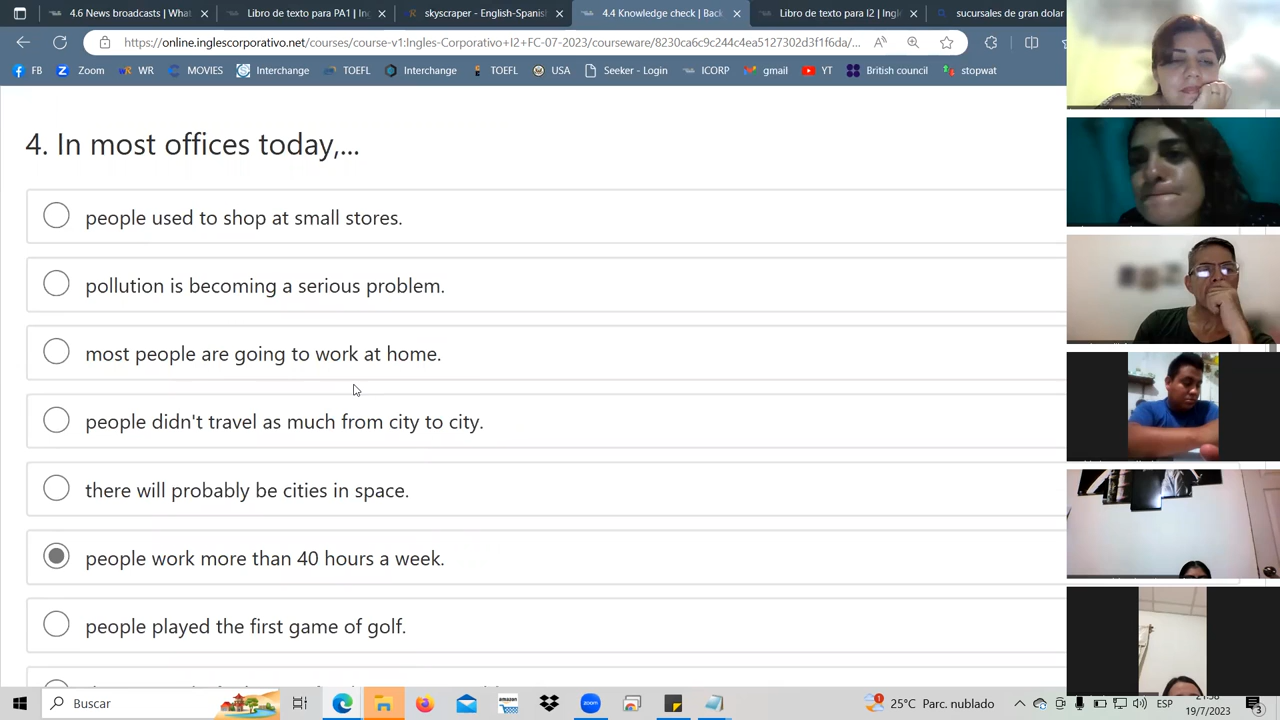 4.6 News broadcasts | What
Libro de texto para PA1 | In
skyscraper - English-Spanis
4.4 Knowledge check | Back
Libro de texto para I2 | Ingl
sucursales de gran dolar
https://online.inglescorporativo.net/courses/course-v1:Ingles-Corporativo+I2+FC-07-2023/courseware/8230ca6c9c244c4ea5127302d3f1f6da/...
FB
Zoom
WR
MOVIES
Interchange
TOEFL
Interchange
TOEFL
USA
Seeker - Login
ICORP
gmail
YT
British council
stopwat
4. In most offices today,...
people used to shop at small stores.
pollution is becoming a serious problem.
most people are going to work at home.
people didn't travel as much from city to city.
there will probably be cities in space.
people work more than 40 hours a week.
people played the first game of golf.
Buscar
amazon
zoom
1
25°C Parc. nublado
ESP
19/7/2023
3